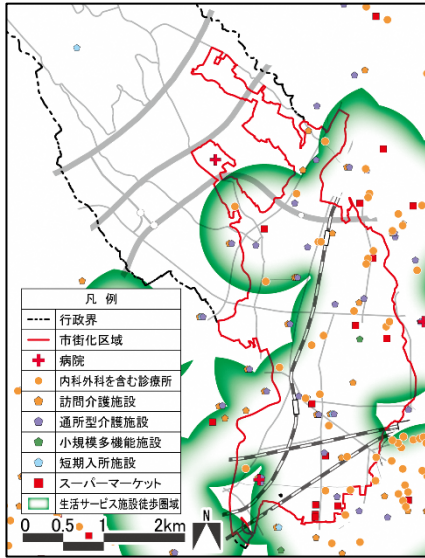 凡 例
行政界
市街化区域
病院
内科外科を含む診療所
訪問介護施設
通所型介護施設
小規模多機能施設
短期入所施設
スーパーマーケット
生活サービス施設徒歩圏域
0 0.5 1 2km
N